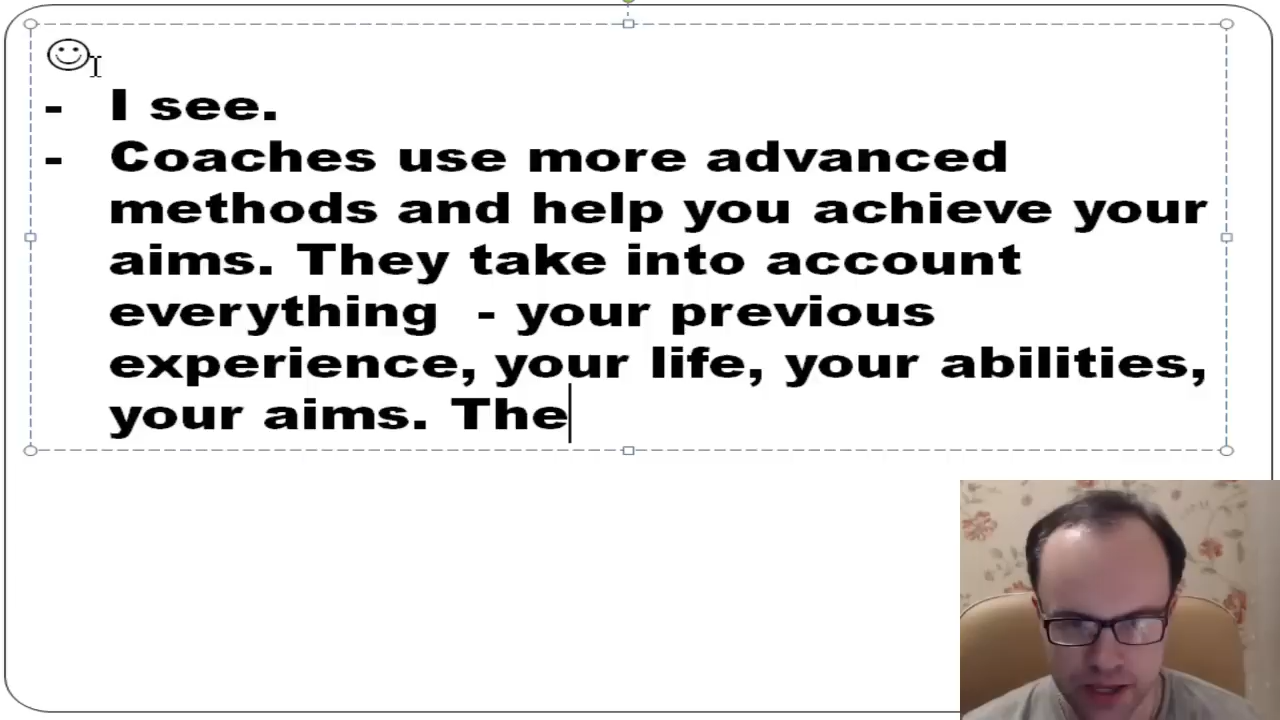 - I see.
- Coaches use more advanced
methods and help you achieve your
aims. They take into account
everything  - your previous
experience, your life, your abilities,
your aims. The